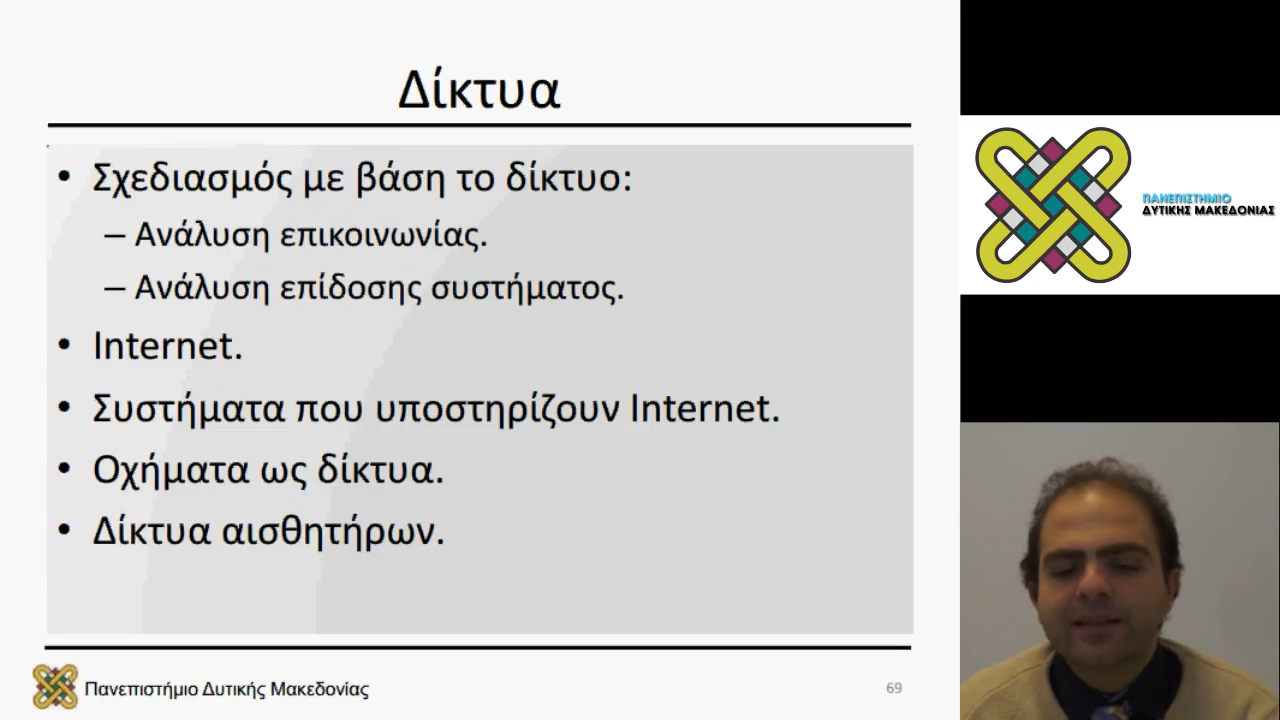 Δίκτυα
• Σχεδιασμός με βάση το δίκτυο:
– Ανάλυση επικοινωνίας.
– Ανάλυση επίδοσης συστήματος.
• Internet.
• Συστήματα που υποστηρίζουν Internet.
• Οχήματα ως δίκτυα.
• Δίκτυα αισθητήρων.
Πανεπιστήμιο Δυτικής Μακεδονίας
69
ΠΑΝΕΠΙΣΤΗΜΙΟ
ΔΥΤΙΚΗΣ ΜΑΚΕΔΟΝΙΑΣ